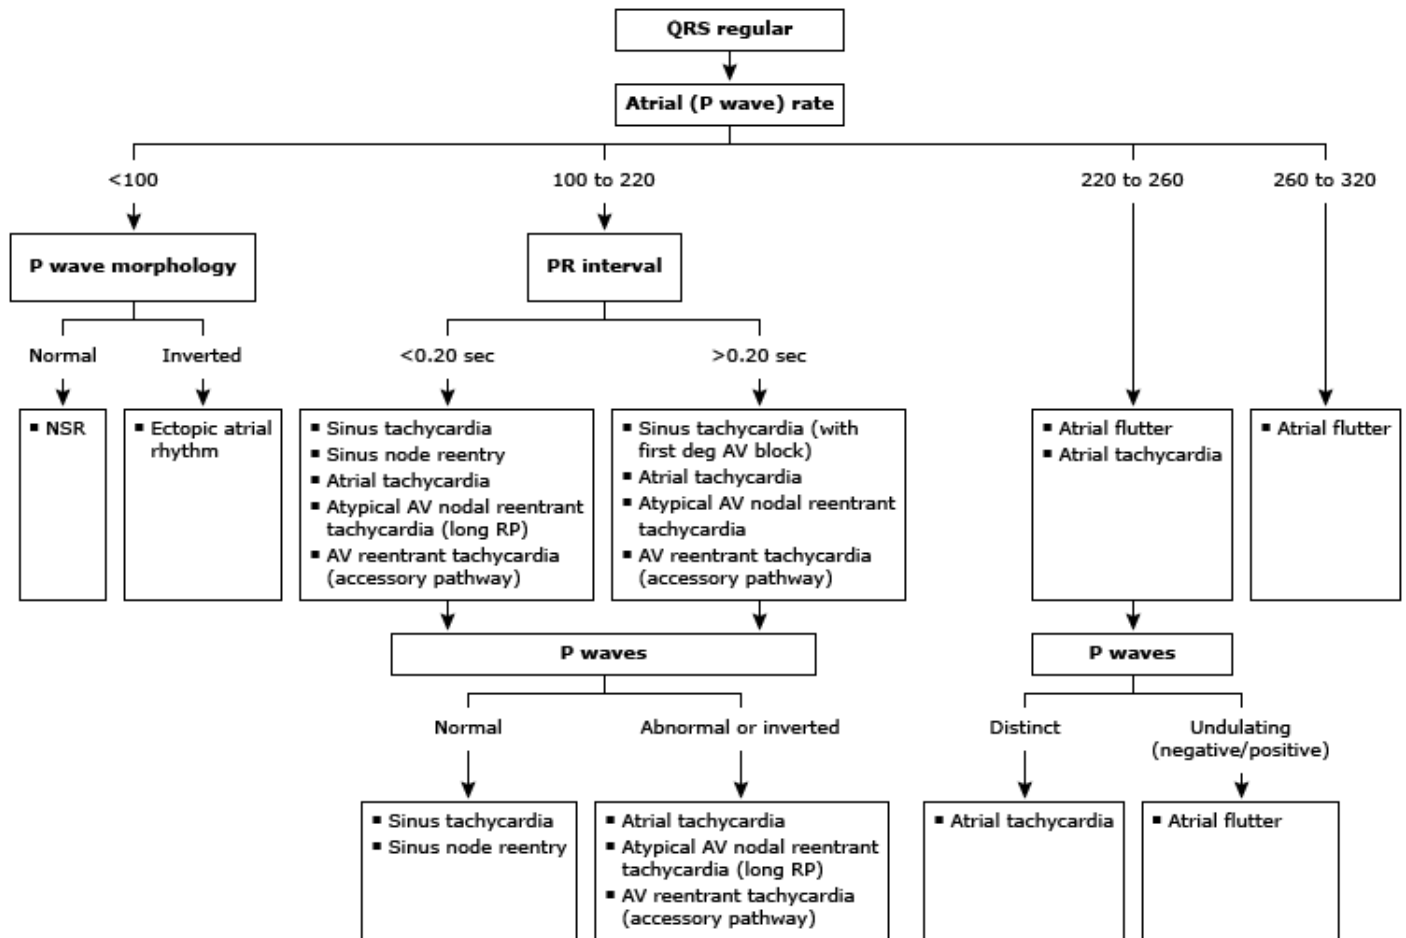 QRS regular
Atrial (P wave) rate
<100
100 to 220
220 to 260
260 to 320
P wave morphology
PR interval
Normal
Inverted
<0.20 sec
>0.20 sec
▪ NSR
▪ Ectopic atrial
rhythm
▪ Sinus tachycardia
▪ Sinus node reentry
▪ Atrial tachycardia
▪ Atypical AV nodal reentrant
tachycardia (long RP)
▪ AV reentrant tachycardia
(accessory pathway)
▪ Sinus tachycardia (with
first deg AV block)
▪ Atrial tachycardia
▪ Atypical AV nodal reentrant
tachycardia
▪ AV reentrant tachycardia
(accessory pathway)
▪ Atrial flutter
▪ Atrial tachycardia
▪ Atrial flutter
P waves
P waves
Normal
Abnormal or inverted
Distinct
Undulating
(negative/positive)
▪ Sinus tachycardia
▪ Sinus node reentry
▪ Atrial tachycardia
▪ Atypical AV nodal reentrant
tachycardia (long RP)
▪ AV reentrant tachycardia
(accessory pathway)
▪ Atrial tachycardia
▪ Atrial flutter